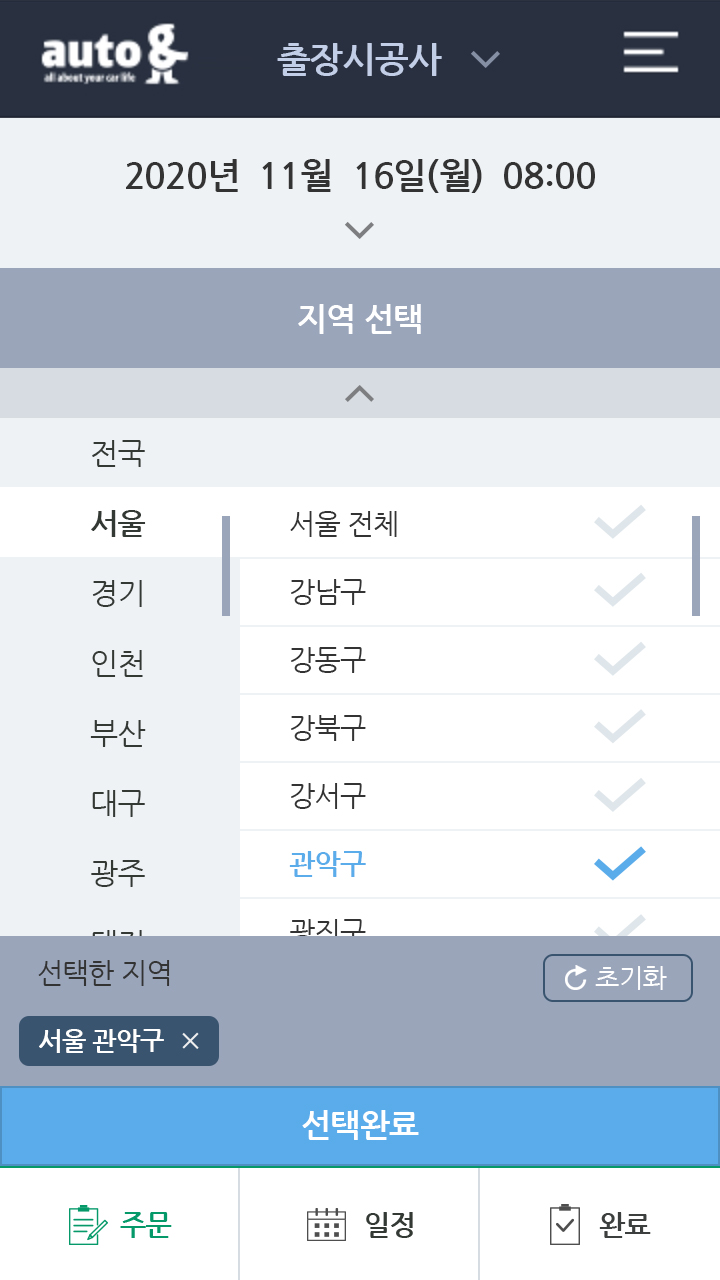 auto &
all about your car life
출장시공사
2020년 11월 16일(월) 08:00
지역 선택
전국
서울
서울 전체
경기
강남구
인천
강동구
부산
강북구
대구
강서구
광주
관악구
광진구
선택한 지역
초기화
서울 관악구 ×
선택완료
주문
일정
완료